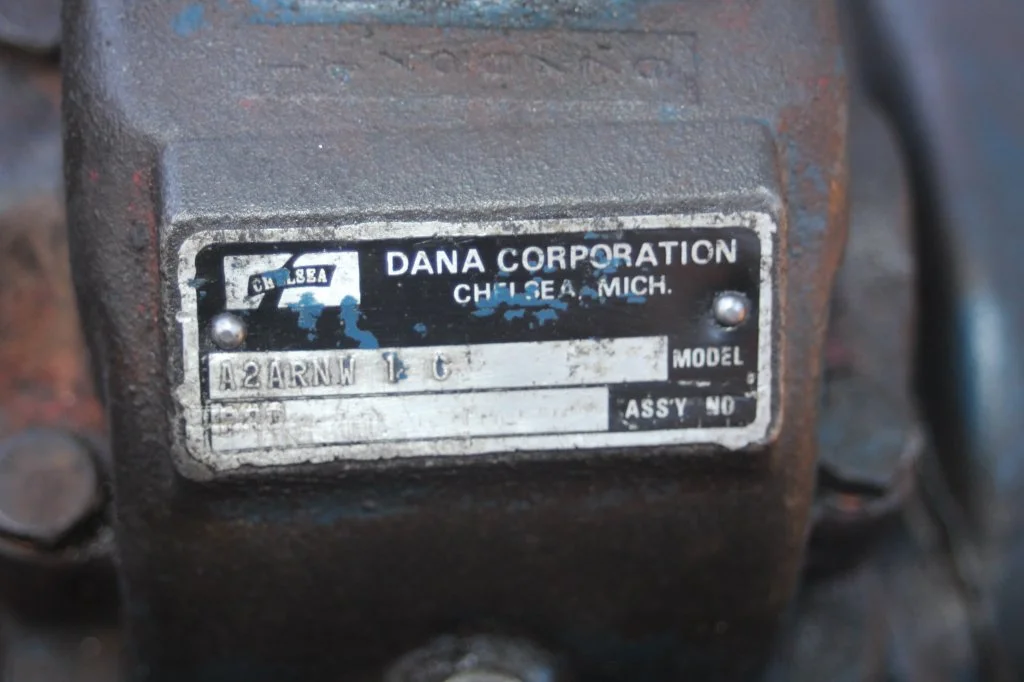 CHELSEA
DANA CORPORATION
CHELSEA, MICH.
A2ARNW 1 C
MODEL
ASS'Y NO